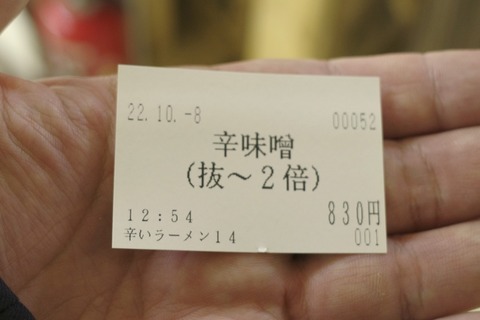 22.10.-8 00052
辛味噌
(抜〜2倍)
12:54 830円
辛いラーメン14 001